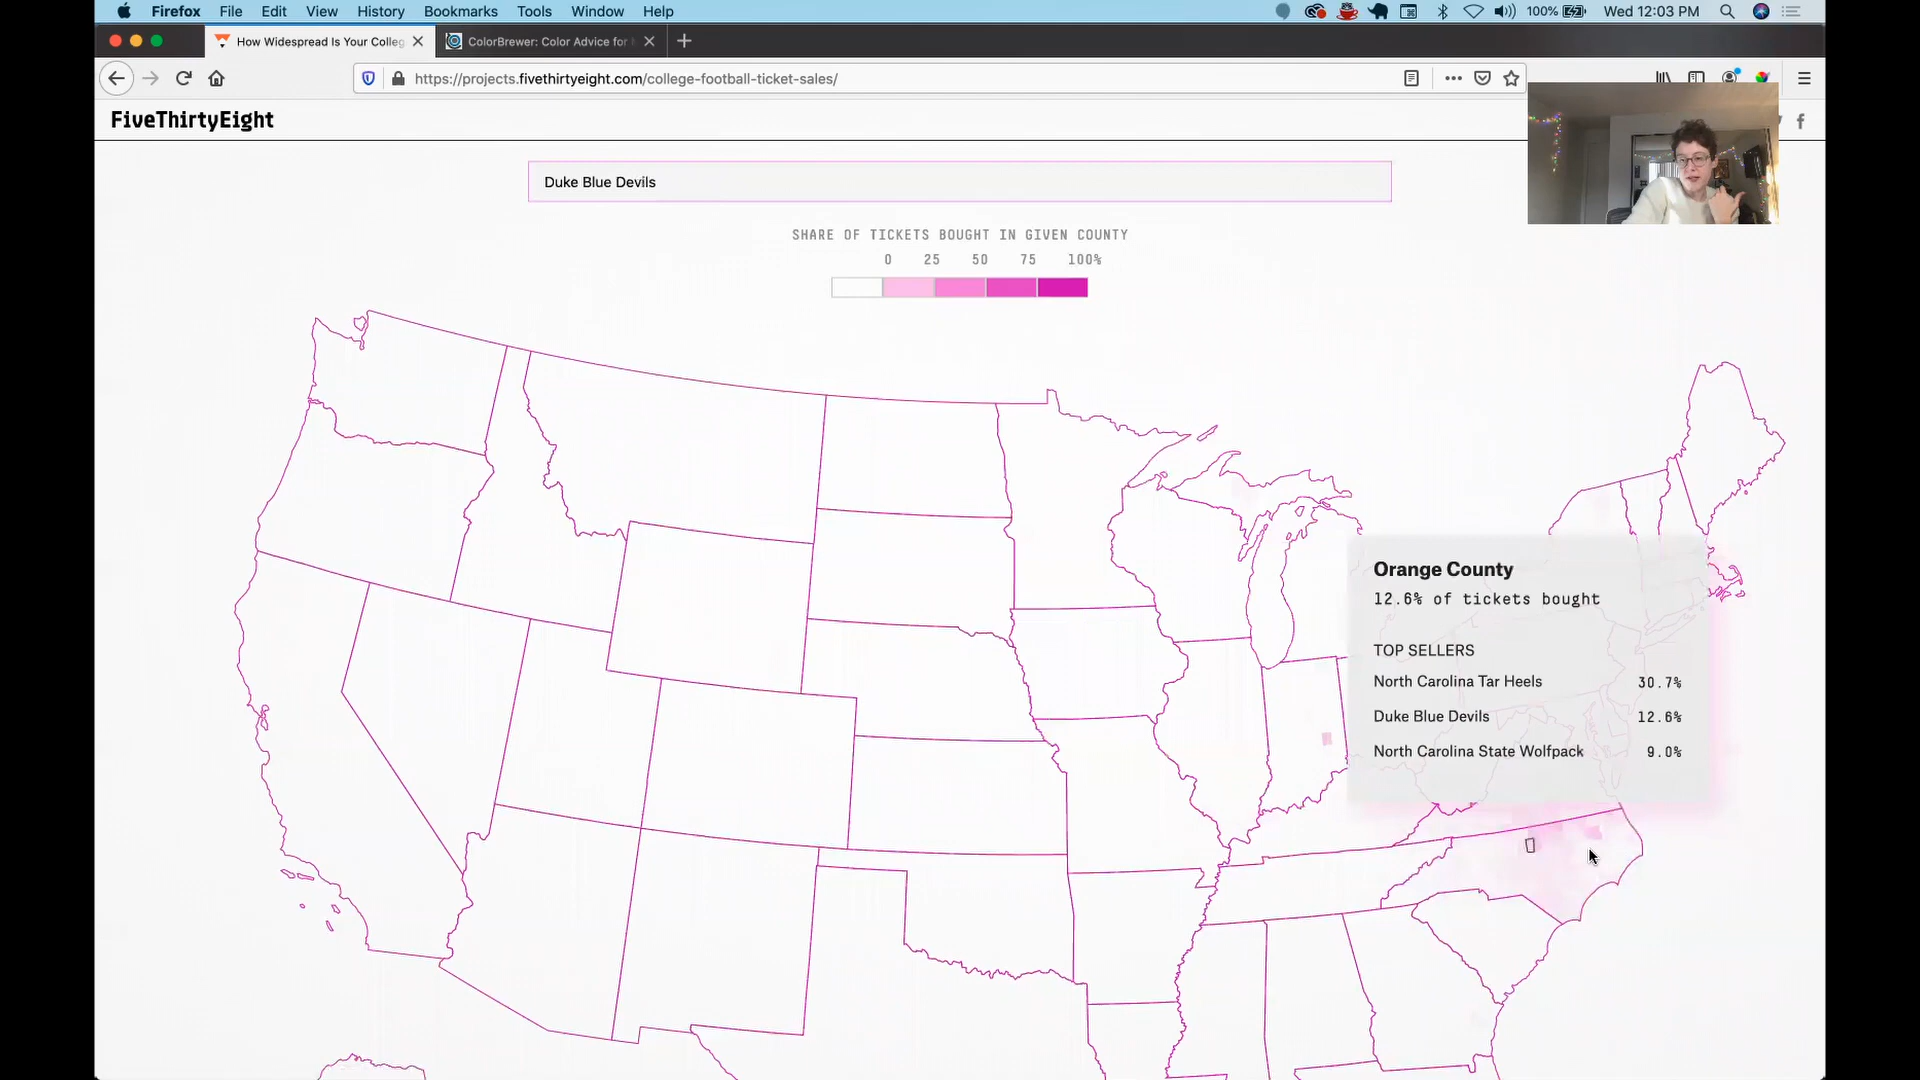 Firefox File Edit View History Bookmarks Tools Window Help 100% Wed 12:03 PM
How Widespread Is Your Colleg ColorBrewer: Color Advice for
https://projects.fivethirtyeight.com/college-football-ticket-sales/
FiveThirtyEight
Duke Blue Devils
SHARE OF TICKETS BOUGHT IN GIVEN COUNTY
0 25 50 75 100%
Orange County
12.6% of tickets bought
TOP SELLERS
North Carolina Tar Heels 30.7%
Duke Blue Devils 12.6%
North Carolina State Wolfpack 9.0%